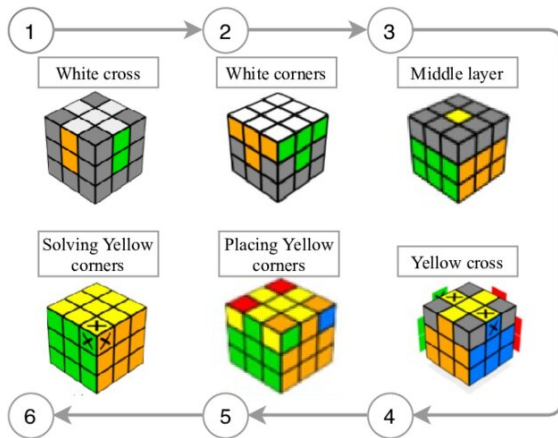 1
2
3
White cross
White corners
Middle layer
Solving Yellow
corners
Placing Yellow
corners
Yellow cross
6
5
4